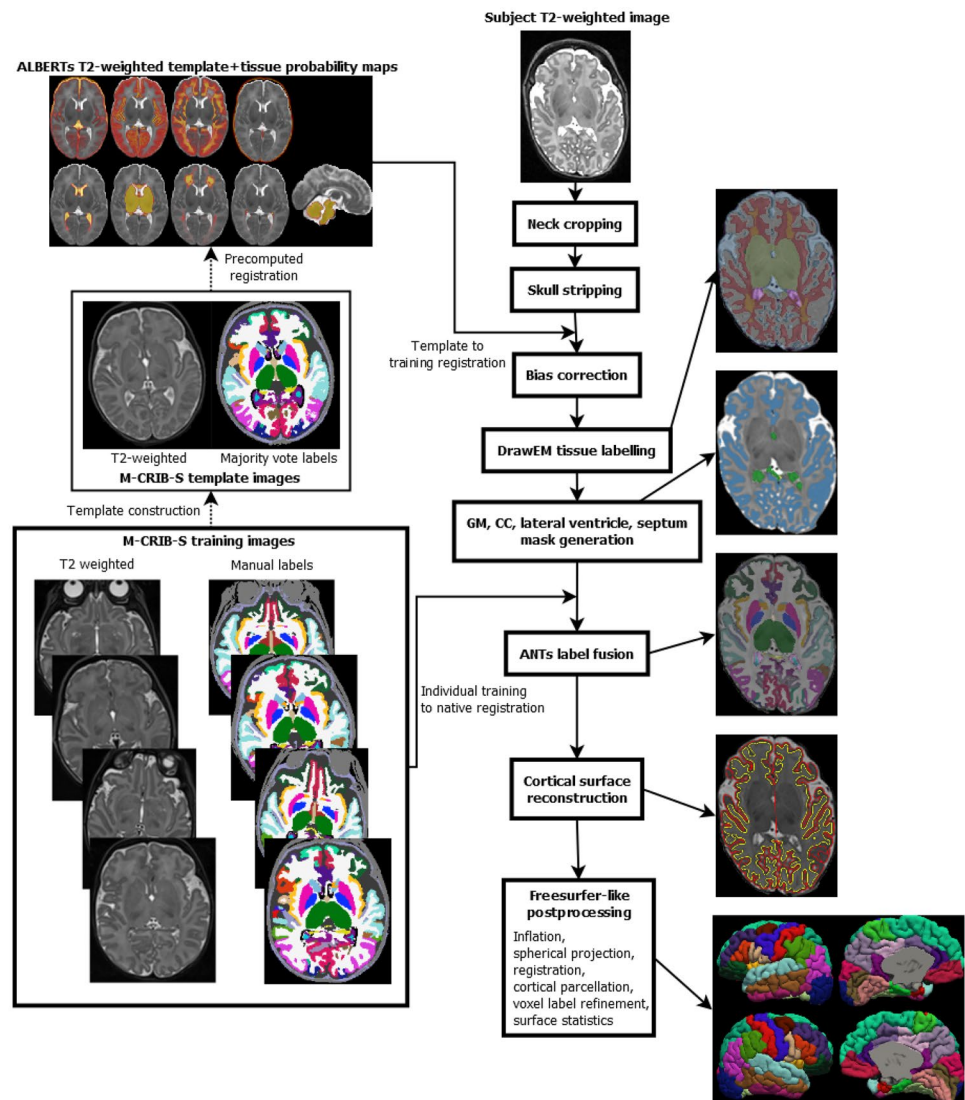 Subject T2-weighted image
ALBERTs T2-weighted template+tissue probability maps
Neck cropping
Precomputed
registration
Skull stripping
Template to
training registration
Bias correction
T2-weighted
Majority vote labels
M-CRIB-S template images
DrawEM tissue labelling
Template construction
GM, CC, lateral ventricle, septum
mask generation
M-CRIB-S training images
T2 weighted
Manual labels
ANTs label fusion
Individual training
to native registration
Cortical surface
reconstruction
Freesurfer-like
postprocessing
Inflation,
spherical projection,
registration,
cortical parcellation,
voxel label refinement,
surface statistics